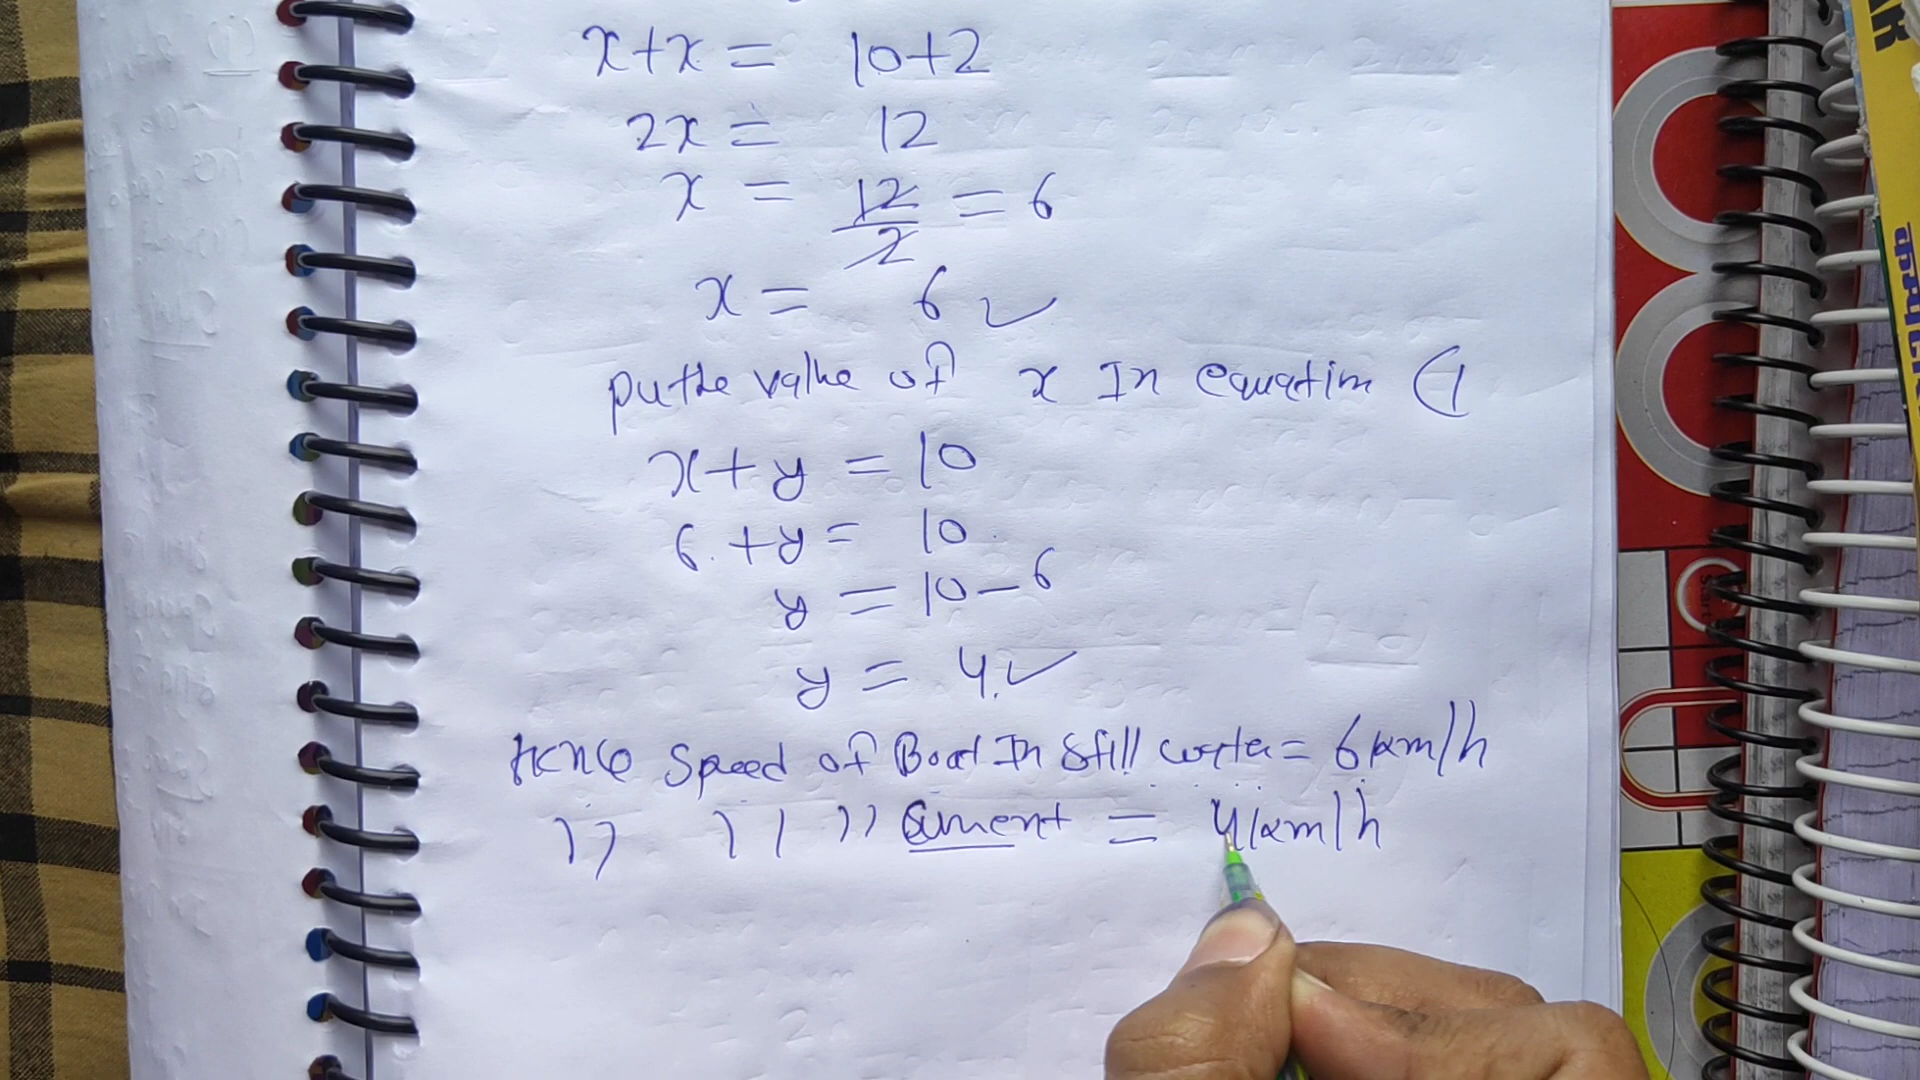 x+x = 10+2
2x = 12
x = 12/2 = 6
x = 6 ✓
put the value of x In equation (1
x+y = 10
6+y = 10
y = 10-6
y = 4 ✓
Hence Speed of Boat In Still water = 6km/h
,, ,, ,, current = 4km/h